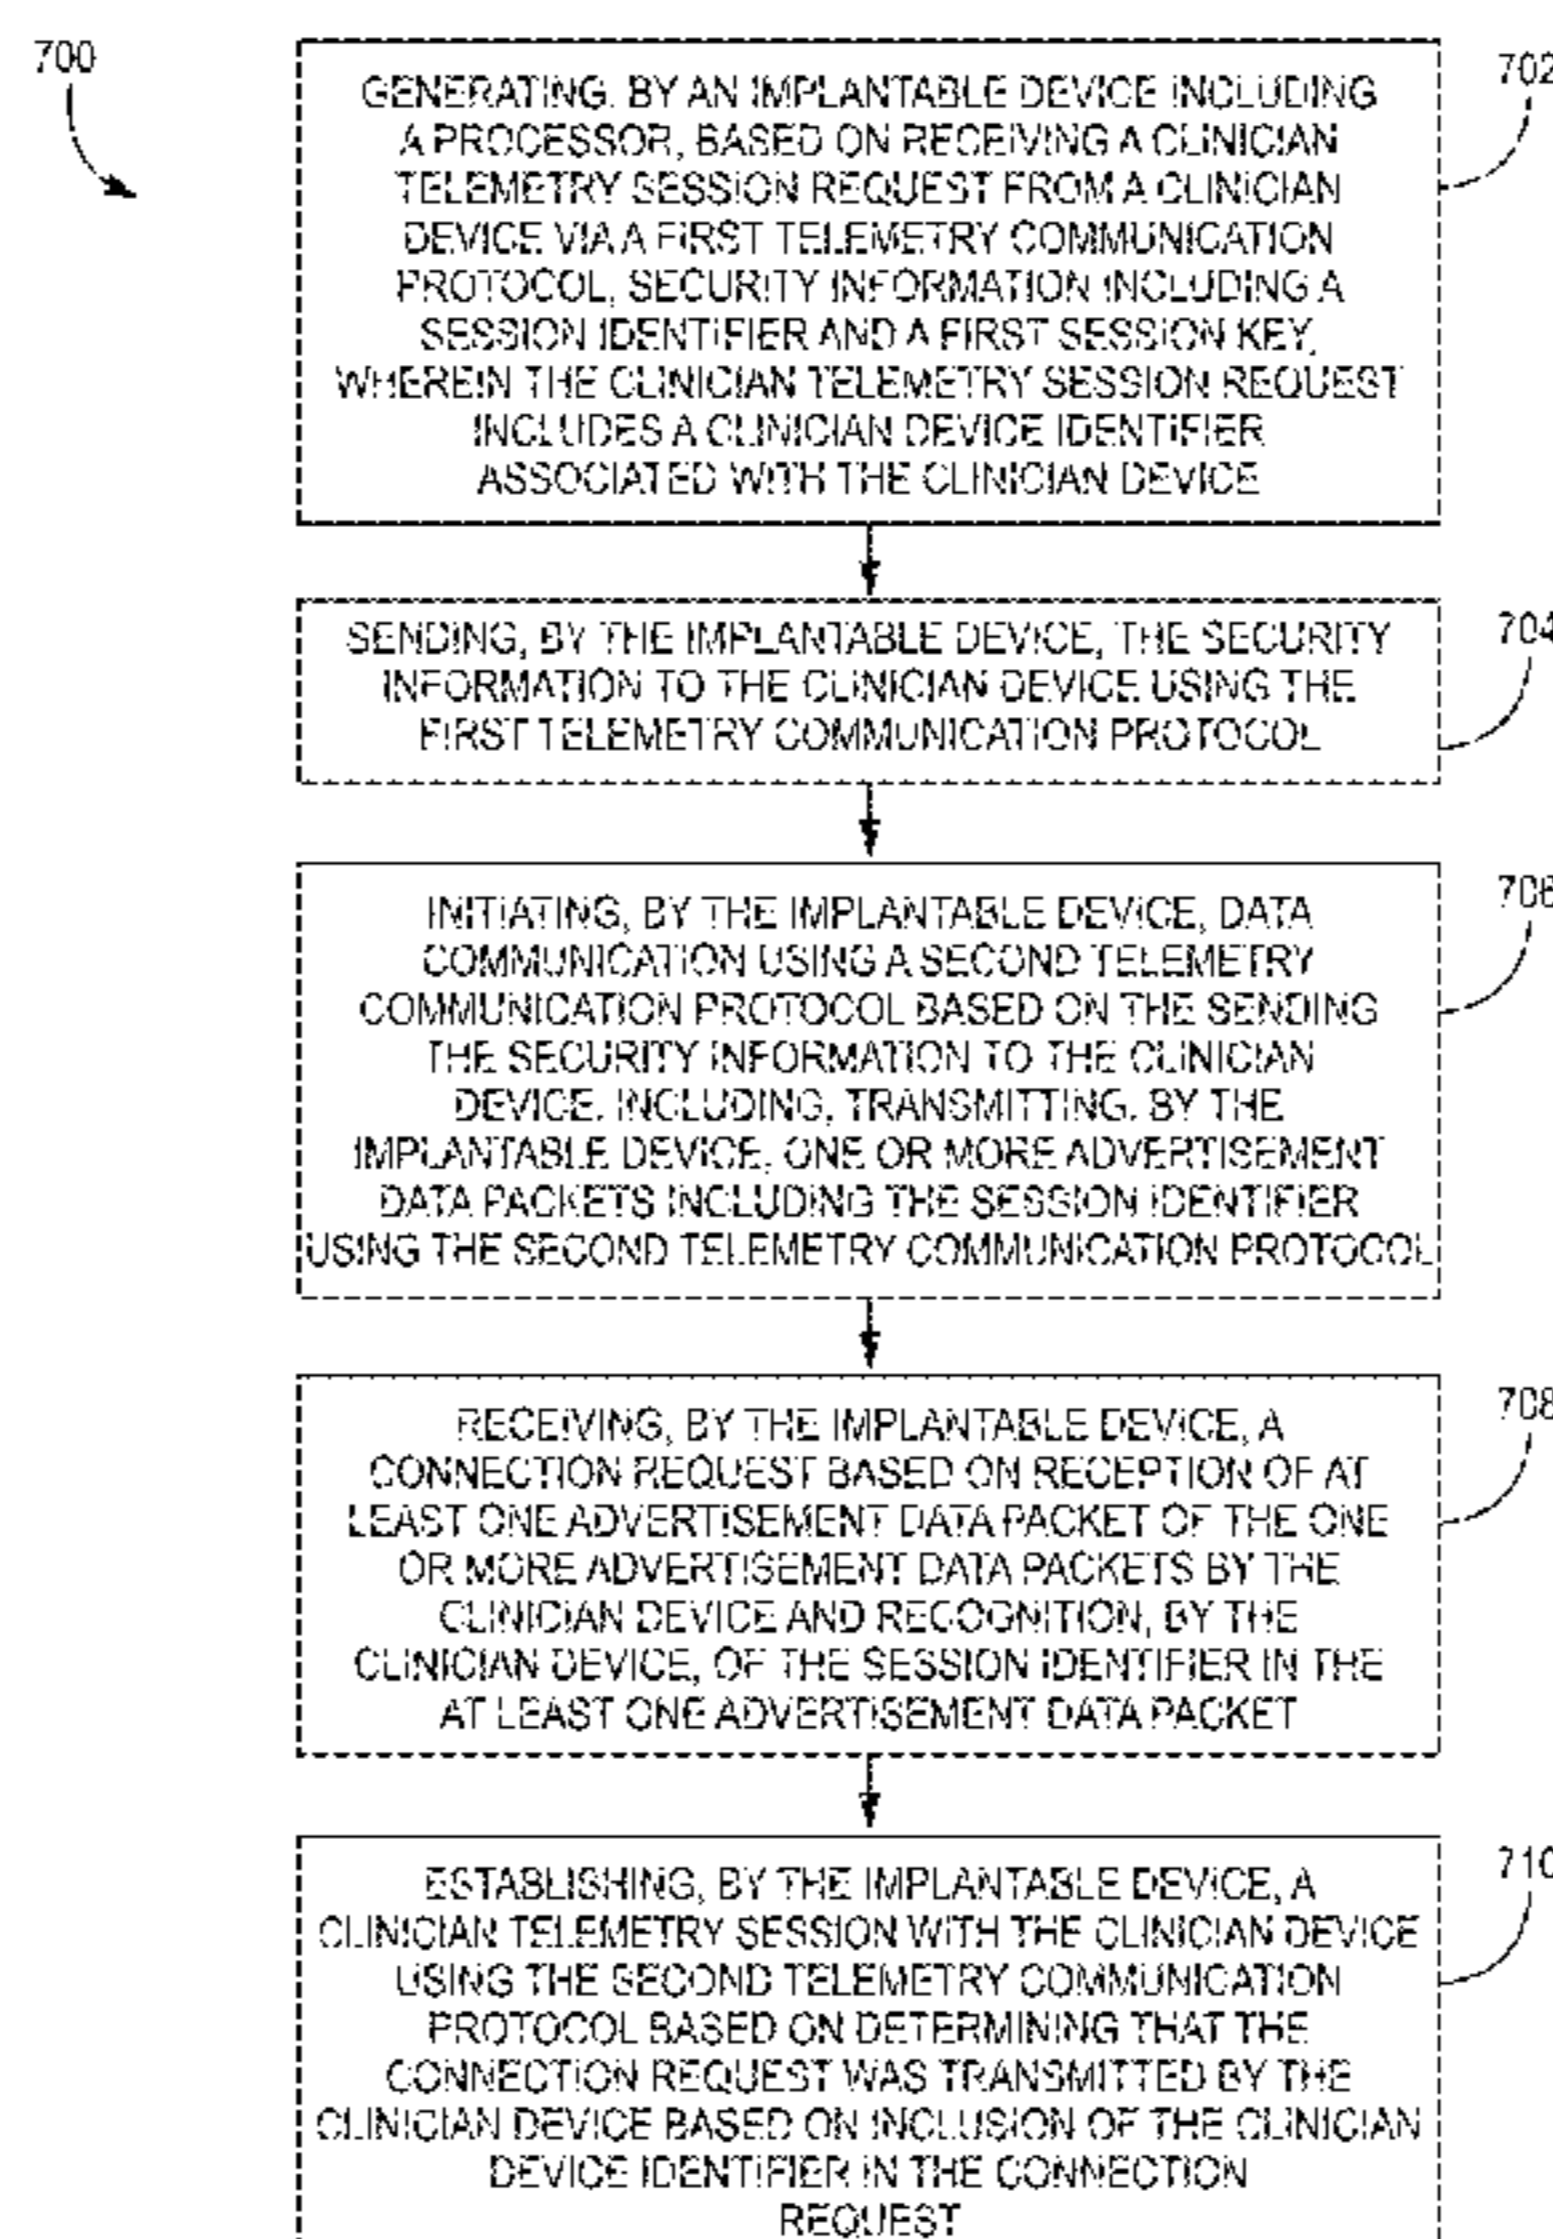 700
702
GENERATING, BY AN IMPLANTABLE DEVICE INCLUDING
A PROCESSOR, BASED ON RECEIVING A CLINICIAN
TELEMETRY SESSION REQUEST FROM A CLINICIAN
DEVICE VIA A FIRST TELEMETRY COMMUNICATION
PROTOCOL, SECURITY INFORMATION INCLUDING A
SESSION IDENTIFIER AND A FIRST SESSION KEY,
WHEREIN THE CLINICIAN TELEMETRY SESSION REQUEST
INCLUDES A CLINICIAN DEVICE IDENTIFIER
ASSOCIATED WITH THE CLINICIAN DEVICE
704
SENDING, BY THE IMPLANTABLE DEVICE, THE SECURITY
INFORMATION TO THE CLINICIAN DEVICE USING THE
FIRST TELEMETRY COMMUNICATION PROTOCOL
706
INITIATING, BY THE IMPLANTABLE DEVICE, DATA
COMMUNICATION USING A SECOND TELEMETRY
COMMUNICATION PROTOCOL BASED ON THE SENDING
THE SECURITY INFORMATION TO THE CLINICIAN
DEVICE, INCLUDING, TRANSMITTING, BY THE
IMPLANTABLE DEVICE, ONE OR MORE ADVERTISEMENT
DATA PACKETS INCLUDING THE SESSION IDENTIFIER
USING THE SECOND TELEMETRY COMMUNICATION PROTOCOL
708
RECEIVING, BY THE IMPLANTABLE DEVICE, A
CONNECTION REQUEST BASED ON RECEPTION OF AT
LEAST ONE ADVERTISEMENT DATA PACKET OF THE ONE
OR MORE ADVERTISEMENT DATA PACKETS BY THE
CLINICIAN DEVICE AND RECOGNITION, BY THE
CLINICIAN DEVICE, OF THE SESSION IDENTIFIER IN THE
AT LEAST ONE ADVERTISEMENT DATA PACKET
710
ESTABLISHING, BY THE IMPLANTABLE DEVICE, A
CLINICIAN TELEMETRY SESSION WITH THE CLINICIAN DEVICE
USING THE SECOND TELEMETRY COMMUNICATION
PROTOCOL BASED ON DETERMINING THAT THE
CONNECTION REQUEST WAS TRANSMITTED BY THE
CLINICIAN DEVICE BASED ON INCLUSION OF THE CLINICIAN
DEVICE IDENTIFIER IN THE CONNECTION
REQUEST